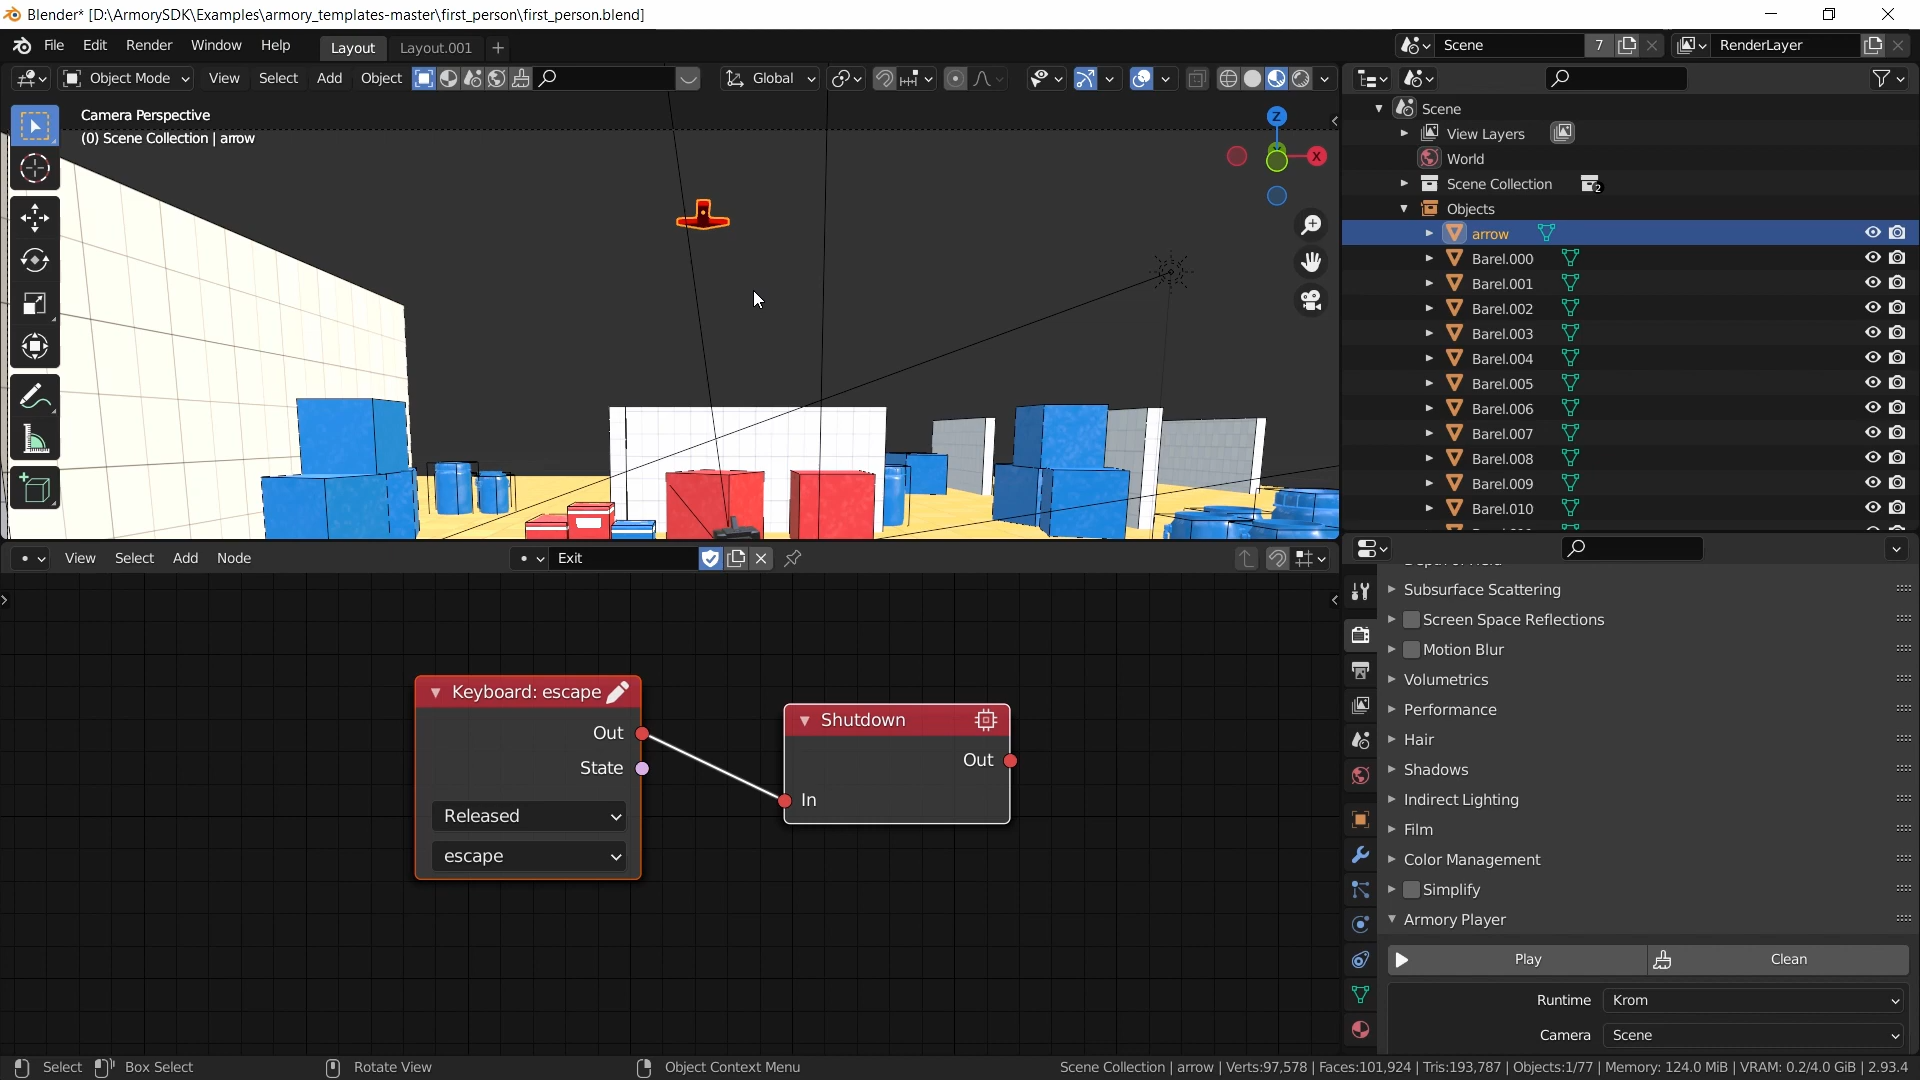 Blender* [D:\ArmorySDK\Examples\armory_templates-master\first_person\first_person.blend]
File Edit Render Window Help Layout Layout.001 + Scene 7 RenderLayer
Object Mode View Select Add Object Global
Camera Perspective
(0) Scene Collection | arrow
Z
X
Scene
View Layers
World
Scene Collection 2
Objects
arrow
Barel.000
Barel.001
Barel.002
Barel.003
Barel.004
Barel.005
Barel.006
Barel.007
Barel.008
Barel.009
Barel.010
View Select Add Node Exit
Keyboard: escape
Out
State
Released
escape
Shutdown
Out
In
Subsurface Scattering
Screen Space Reflections
Motion Blur
Volumetrics
Performance
Hair
Shadows
Indirect Lighting
Film
Color Management
Simplify
Armory Player
Play Clean
Runtime Krom
Camera Scene
Select Box Select Rotate View Object Context Menu Scene Collection | arrow | Verts:97,578 | Faces:101,924 | Tris:193,787 | Objects:1/77 | Memory: 124.0 MiB | VRAM: 0.2/4.0 GiB | 2.93.4